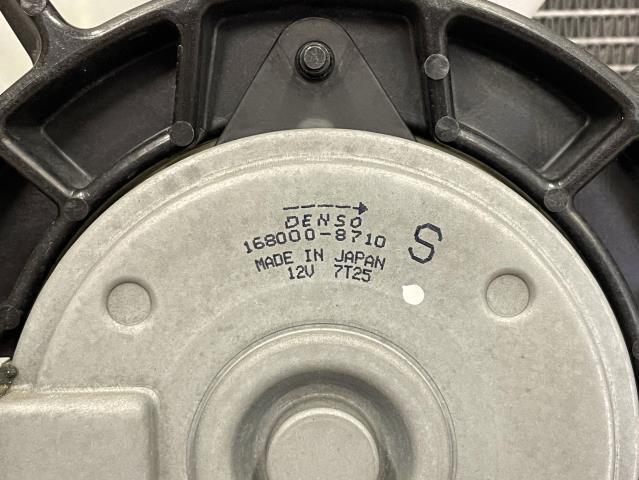 DENSO
168000-8710 S
MADE IN JAPAN
12V 7T25